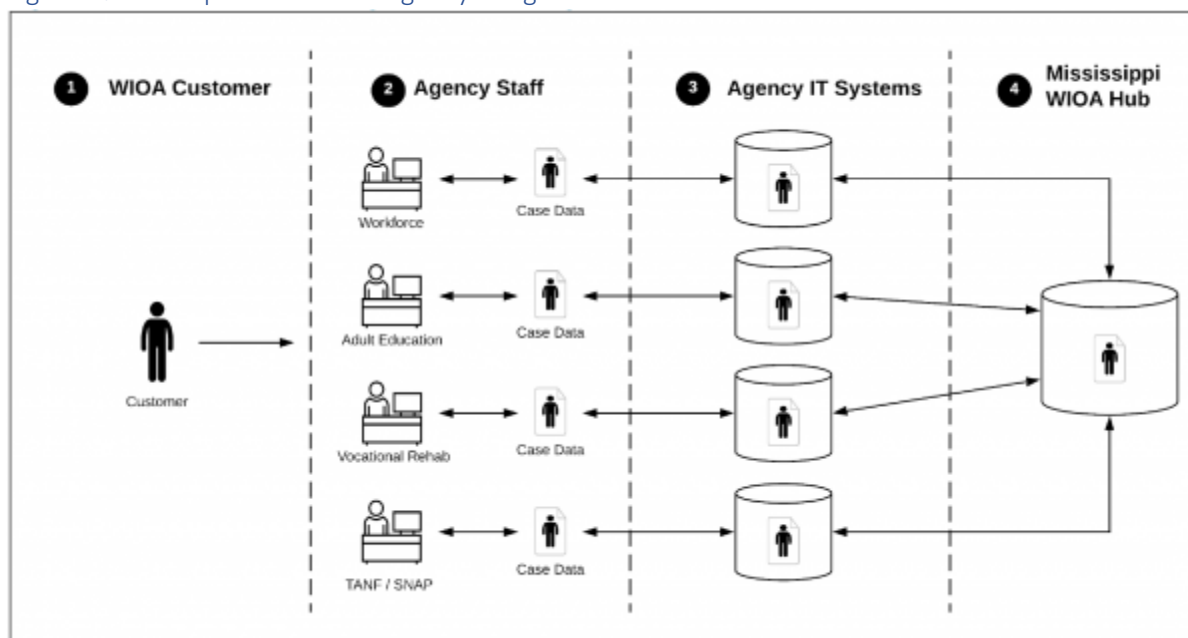 1 WIOA Customer
2 Agency Staff
3 Agency IT Systems
4 Mississippi
WIOA Hub
Workforce
Case Data
Adult Education
Case Data
Customer
Vocational Rehab
Case Data
TANF / SNAP
Case Data